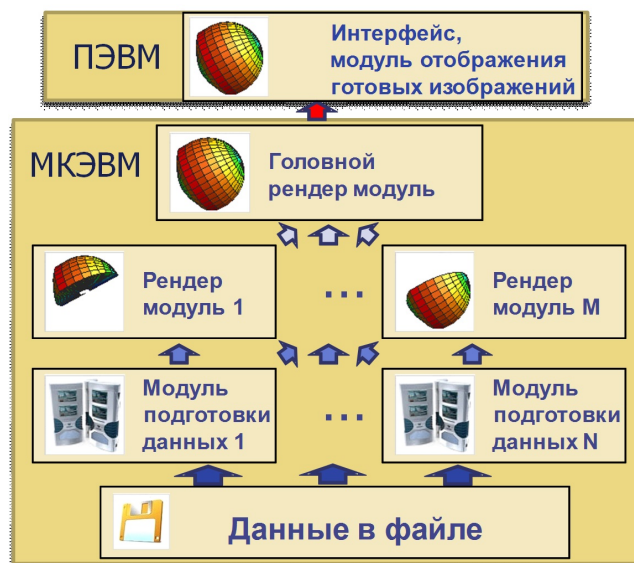 ПЭВМ
Интерфейс,
модуль отображения
готовых изображений
МКЭВМ
Головной
рендер модуль
Рендер
модуль 1
...
Рендер
модуль M
Модуль
подготовки
данных 1
...
Модуль
подготовки
данных N
Данные в файле